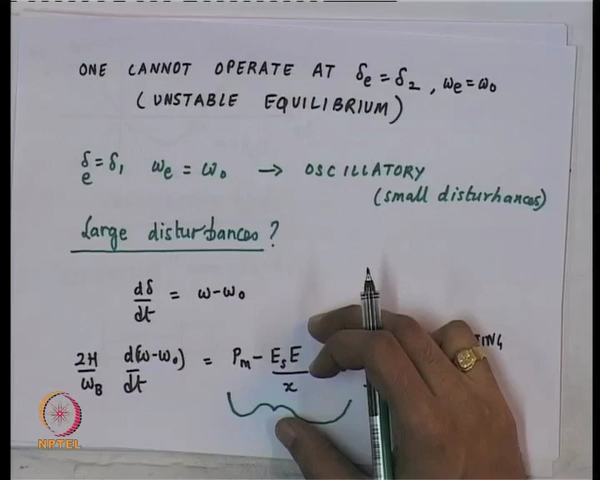 ONE CANNOT OPERATE AT δe = δ2, ωe = ω0
(UNSTABLE EQUILIBRIUM)
δe = δ1 ωe = ω0 → OSCILLATORY
(small disturbances)
Large disturbances?
dδ/dt = ω-ω0
2H/ωB d(ω-ω0)/dt = Pm - EsE/x
NPTEL